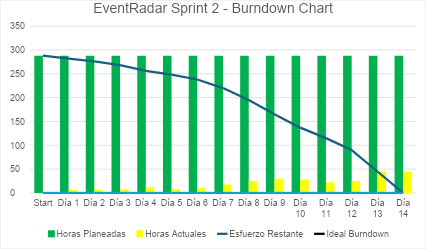 EventRadar Sprint 2 - Burndown Chart
350
300
250
200
150
100
50
0
Start Día 1 Día 2 Día 3 Día 4 Día 5 Día 6 Día 7 Día 8 Día 9 Día 10 Día 11 Día 12 Día 13 Día 14
Horas Planeadas Horas Actuales Esfuerzo Restante Ideal Burndown